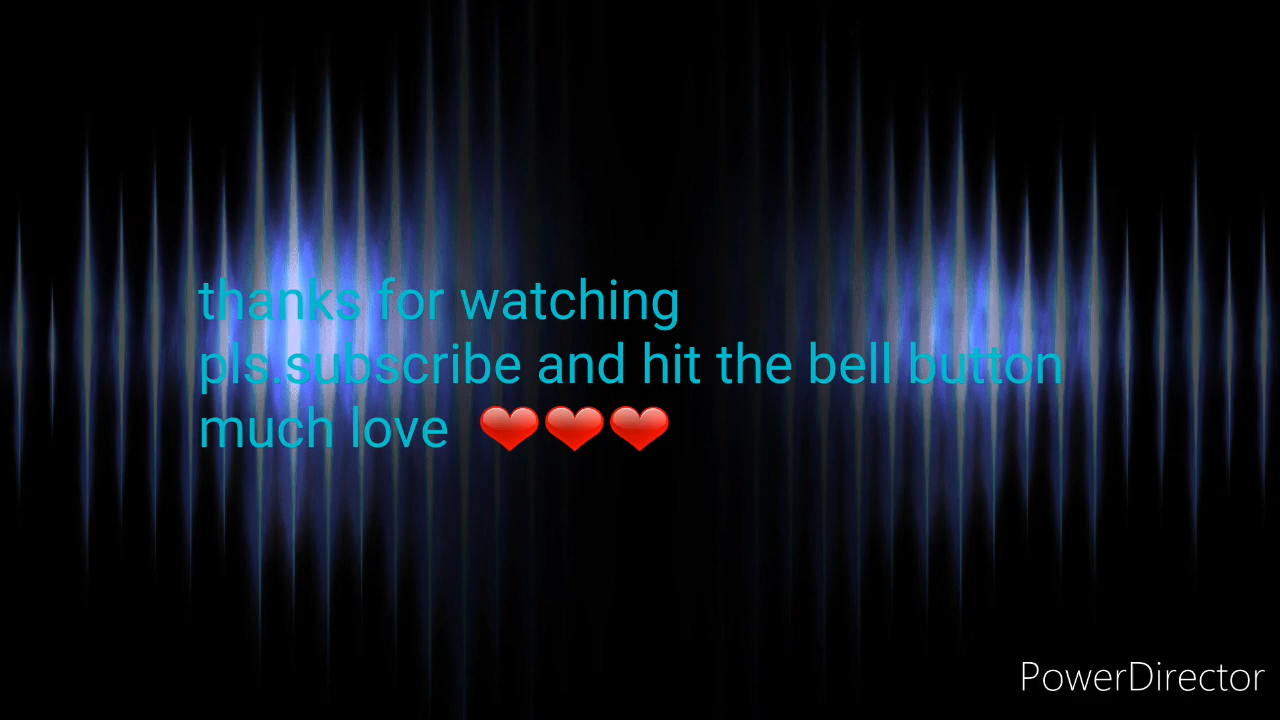 thanks for watching
pls.subscribe and hit the bell button
much love ❤❤❤
PowerDirector